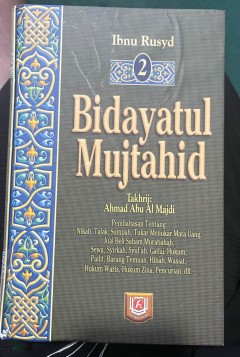 Ibnu Rusyd
2
Bidayatul
Mujtahid
Takhrij:
Ahmad Abu Al Majdi
Pembahasan Tentang:
Nikah, Talak, Sumpah, Tukar Menukar Mata Uang
Jual Beli Saham, Murabahah,
Sewa, Syirkah, Syuf'ah, Gadai, Hukum
Pailit, Barang Temuan, Hibah, Wasiat,
Hukum Waris, Hukum Zina, Pencurian, dll.